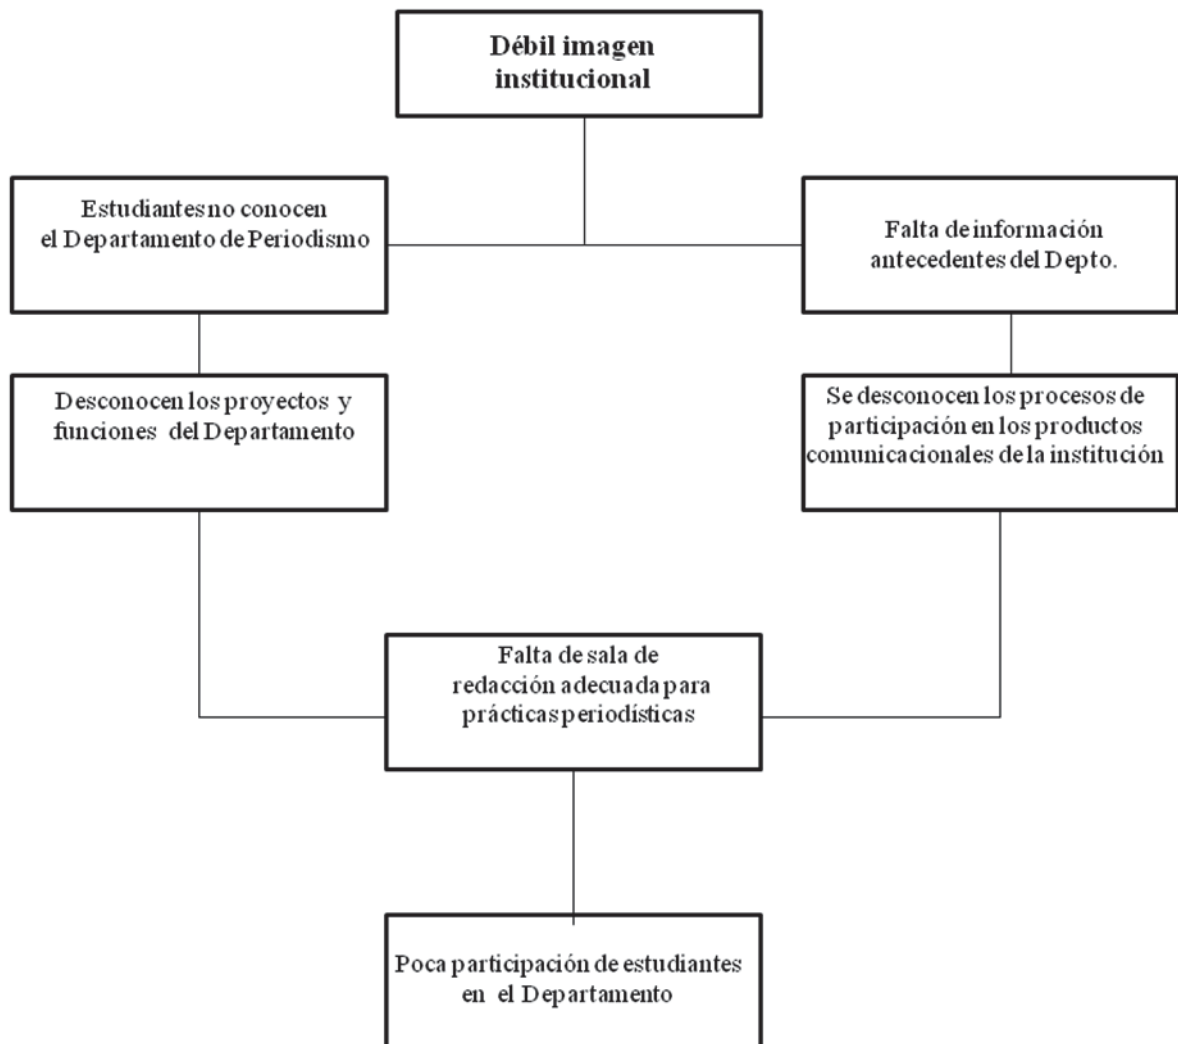 Débil imagen
institucional
Estudiantes no conocen
el Departamento de Periodismo
Falta de información
antecedentes del Depto.
Desconocen los proyectos y
funciones del Departamento
Se desconocen los procesos de
participación en los productos
comunicacionales de la institución
Falta de sala de
redacción adecuada para
prácticas periodísticas
Poca participación de estudiantes
en el Departamento